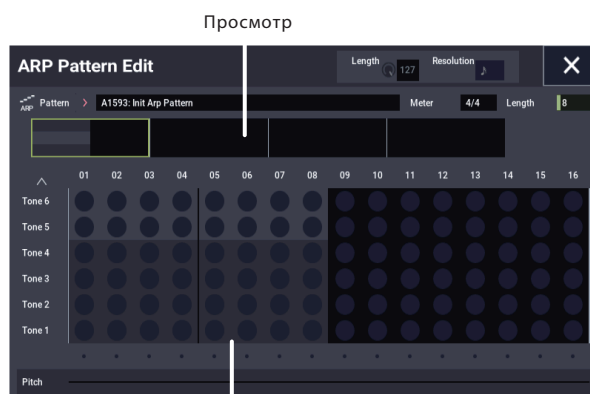 Просмотр
ARP Pattern Edit
Length 127 Resolution
ARP Pattern > A1593: Init Arp Pattern Meter 4/4 Length 8
01 02 03 04 05 06 07 08 09 10 11 12 13 14 15 16
Tone 6
Tone 5
Tone 4
Tone 3
Tone 2
Tone 1
Pitch